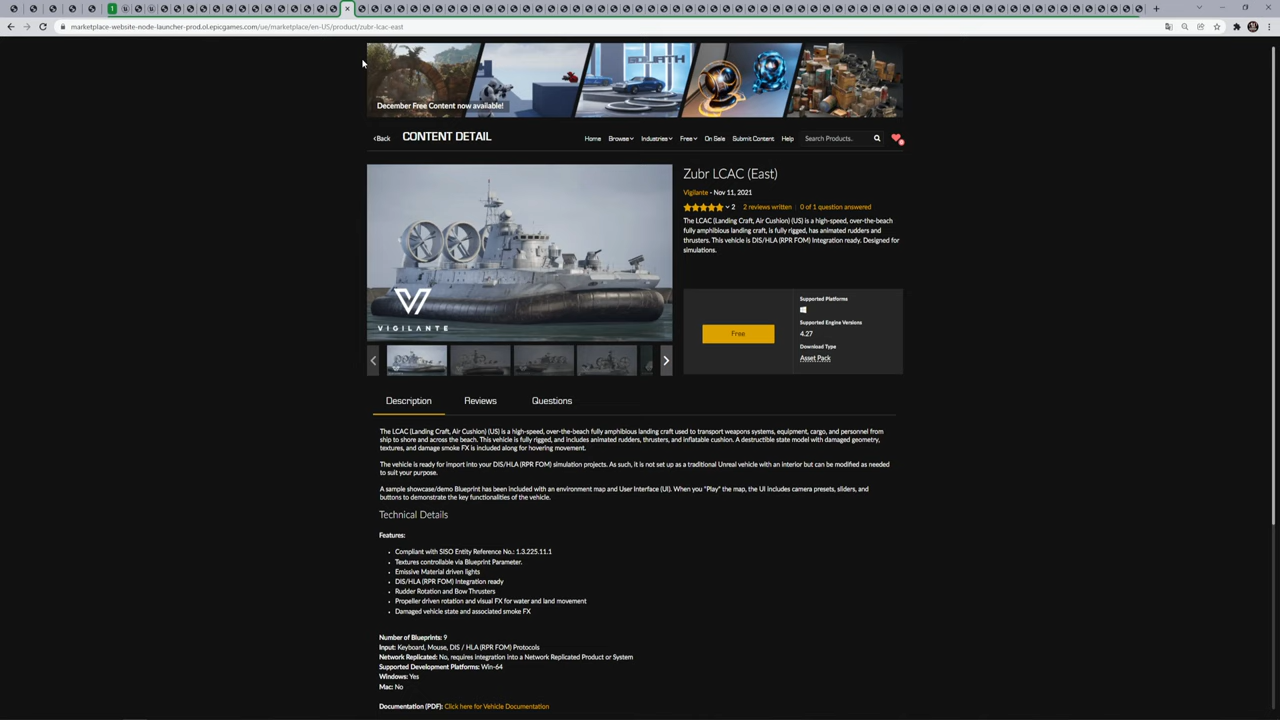 marketplace-website-node-launcher-prod.ol.epicgames.com/ue/marketplace/en-US/product/zubr-lcac-east
GOLIATH
December Free Content now available!
<Back
CONTENT DETAIL
Home
Browse
Industries
Free
On Sale
Submit Content
Help
Search Products..
Zubr LCAC (East)
Vigilante - Nov 11, 2021
2
2 reviews written
0 of 1 question answered
The LCAC (Landing Craft, Air Cushion) (US) is a high-speed, over-the-beach
fully amphibious landing craft, is fully rigged, has animated rudders and
thrusters. This vehicle is DIS/HLA (RPR FOM) Integration ready. Designed for
simulations.
VIGILANTE
Free
Supported Platforms
Supported Engine Versions
4.27
Download Type
Asset Pack
Description
Reviews
Questions
The LCAC (Landing Craft, Air Cushion) (US) is a high-speed, over-the-beach fully amphibious landing craft used to transport weapons systems, equipment, cargo, and personnel from
ship to shore and across the beach. This vehicle is fully rigged, and includes animated rudders, thrusters, and inflatable cushion. A destructible state model with damaged geometry,
textures, and damage smoke FX is included along for hovering movement.
The vehicle is ready for import into your DIS/HLA (RPR FOM) simulation projects. As such, it is not set up as a traditional Unreal vehicle with an interior but can be modified as needed
to suit your purpose.
A sample showcase/demo Blueprint has been included with an environment map and User Interface (UI). When you "Play" the map, the UI includes camera presets, sliders, and
buttons to demonstrate the key functionalities of the vehicle.
Technical Details
Features:
Compliant with SISO Entity Reference No.: 1.3.225.11.1
Textures controllable via Blueprint Parameter.
Emissive Material driven lights
DIS/HLA (RPR FOM) Integration ready
Rudder Rotation and Bow Thrusters
Propeller driven rotation and visual FX for water and land movement
Damaged vehicle state and associated smoke FX
Number of Blueprints: 9
Input: Keyboard, Mouse, DIS / HLA (RPR FOM) Protocols
Network Replicated: No, requires integration into a Network Replicated Product or System
Supported Development Platforms: Win-64
Windows: Yes
Mac: No
Documentation (PDF): Click here for Vehicle Documentation